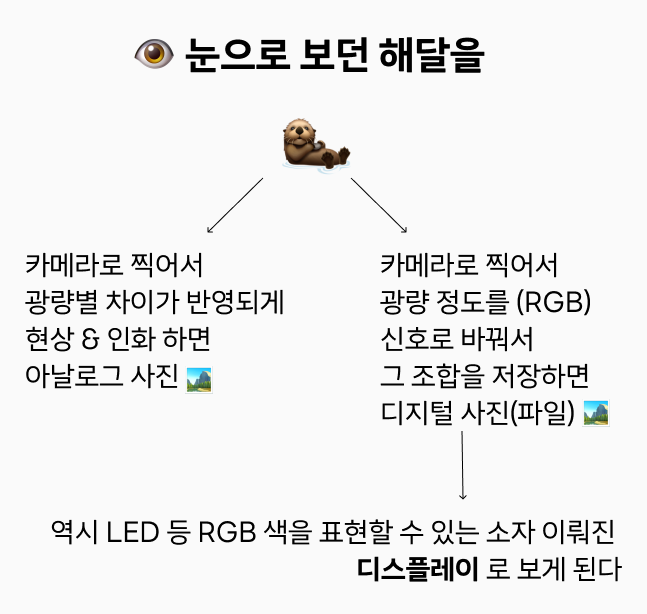 눈으로 보던 해달을
카메라로 찍어서
광량별 차이가 반영되게
현상 & 인화 하면
아날로그 사진
카메라로 찍어서
광량 정도를 (RGB)
신호로 바꿔서
그 조합을 저장하면
디지털 사진(파일)
역시 LED 등 RGB 색을 표현할 수 있는 소자 이뤄진
디스플레이 로 보게 된다